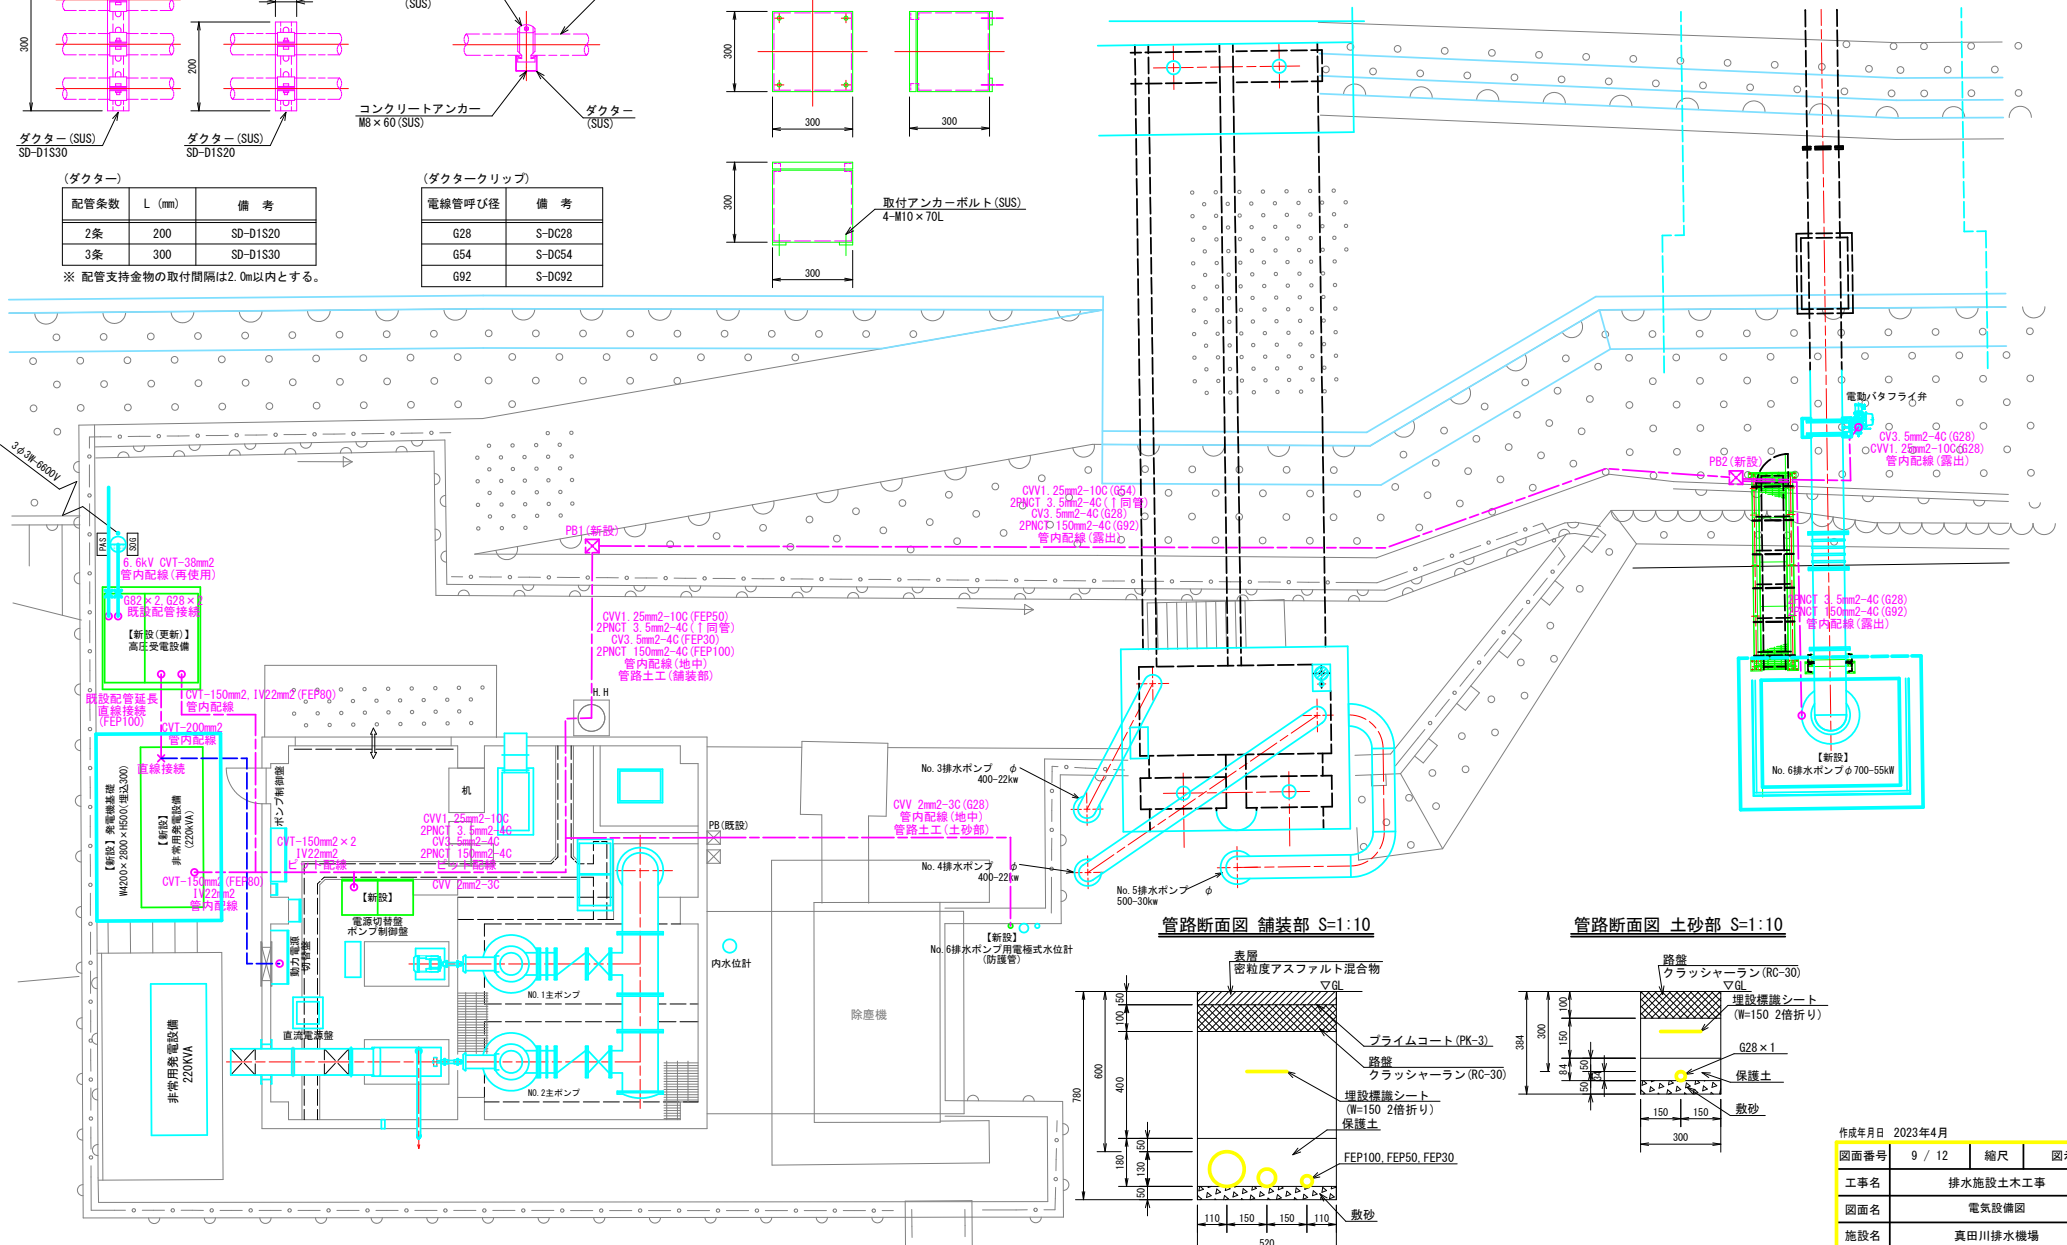 (SUS)
300
200
コンクリートアンカー
M8×60(SUS)
ダクター
(SUS)
ダクター(SUS)
SD-D1S30
ダクター(SUS)
SD-D1S20
300
300
300
300
300
取付アンカーボルト(SUS)
4-M10×70L
(ダクター)
配管条数 L (mm) 備 考
2条 200 SD-D1S20
3条 300 SD-D1S30
※ 配管支持金物の取付間隔は2.0m以内とする。
(ダクタークリップ)
電線管呼び径 備 考
G28 S-DC28
G54 S-DC54
G92 S-DC92
3φ3W-6600V
PAS
SOG
6.6kV CVT-38mm2
管内配線(再使用)
G82×2,G28×2
既設配管接続
【新設(更新)】
高圧受電設備
既設配管延長
直線接続
(FEP100)
CVT-150mm2,IV22mm2(FEP80)
管内配線
CVT-200mm2
管内配線
直線接続
【新設】発電機基礎
W4200×2800×H500(埋込300)
【新設】
非常用発電設備
(220KVA)
CVT-150mm2(FEP80)
IV22mm2
管内配線
ポンプ制御盤
CVT-150mm2×2
IV22mm2
ピット配線
【新設】
電源切替盤
ポンプ制御盤
動力電源
切替盤
直流電源盤
非常用発電設備
220KVA
机
CVV1.25mm2-10C
2PNCT 3.5mm2-4C
CV3.5mm2-4C
2PNCT 150mm2-4C
ピット配線
CVV 2mm2-3C
NO.1主ポンプ
NO.2主ポンプ
PB1(新設)
CVV1.25mm2-10C(FEP50)
2PNCT 3.5mm2-4C(↑同管)
CV3.5mm2-4C(FEP30)
2PNCT 150mm2-4C(FEP100)
管内配線(地中)
管路土工(舗装部)
H.H
PB(既設)
内水位計
除塵機
CVV 2mm2-3C(G28)
管内配線(地中)
管路土工(土砂部)
【新設】
No.6排水ポンプ用電極式水位計
(防護管)
CVV1.25mm2-10C(G54)
2PNCT 3.5mm2-4C(↑同管)
CV3.5mm2-4C(G28)
2PNCT 150mm2-4C(G92)
管内配線(露出)
No.3排水ポンプ φ
400-22kw
No.4排水ポンプ φ
400-22kw
No.5排水ポンプ φ
500-30kw
電動バタフライ弁
CV3.5mm2-4C(G28)
CVV1.25mm2-10C(G28)
管内配線(露出)
PB2(新設)
2PNCT 3.5mm2-4C(G28)
2PNCT 150mm2-4C(G92)
管内配線(露出)
【新設】
No.6排水ポンプφ700-55kW
管路断面図 舗装部 S=1:10
表層
密粒度アスファルト混合物
▽GL
プライムコート(PK-3)
路盤
クラッシャーラン(RC-30)
埋設標識シート
(W=150 2倍折り)
保護土
FEP100,FEP50,FEP30
敷砂
780
600
180
50
100
400
50
130
50
110 150 150 110
520
管路断面図 土砂部 S=1:10
路盤
クラッシャーラン(RC-30)
▽GL
埋設標識シート
(W=150 2倍折り)
G28×1
保護土
敷砂
384
300
84
100
150
50
34
50
150 150
300
作成年月日 2023年4月
図面番号 9 / 12 縮尺
工事名 排水施設土木工事
図面名 電気設備図
施設名 真田川排水機場